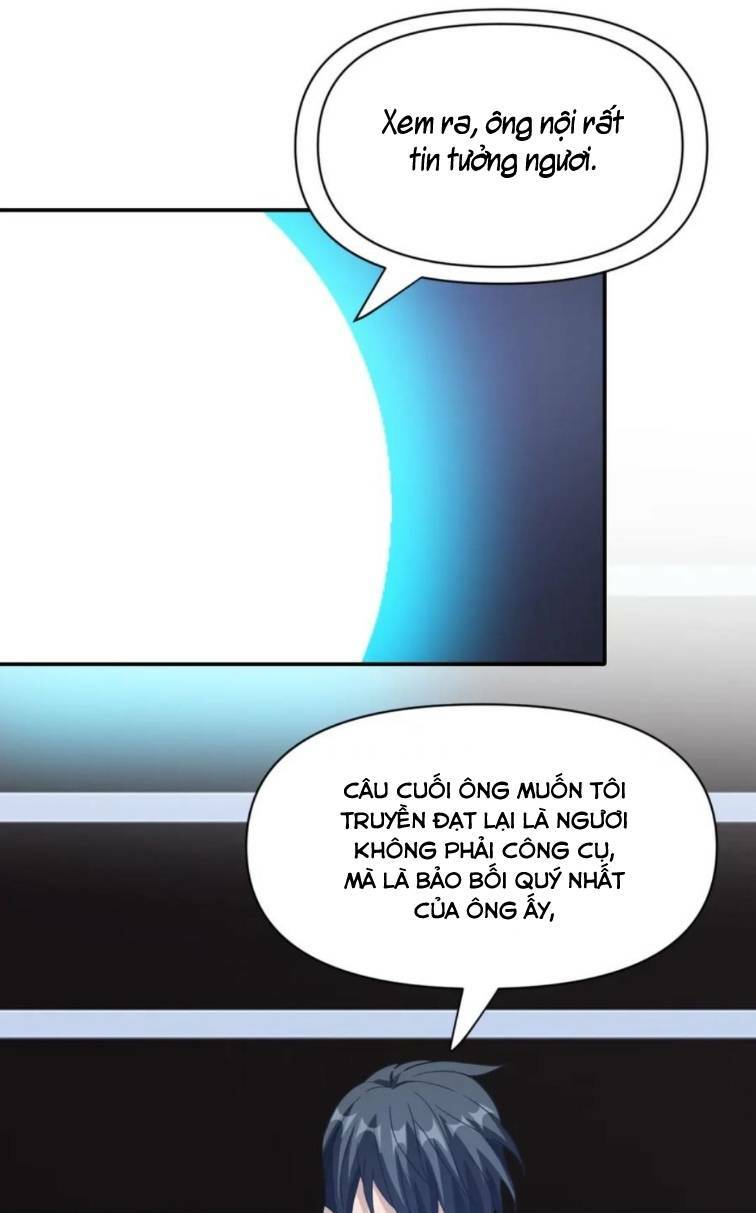 Xem ra, ông nội rất
tin tưởng ngươi.
CÂU CUỐI ÔNG MUỐN TÔI
TRUYỀN ĐẠT LẠI LÀ NGƯƠI
KHÔNG PHẢI CÔNG CỤ,
MÀ LÀ BẢO BỐI QUÝ NHẤT
CỦA ÔNG ẤY,